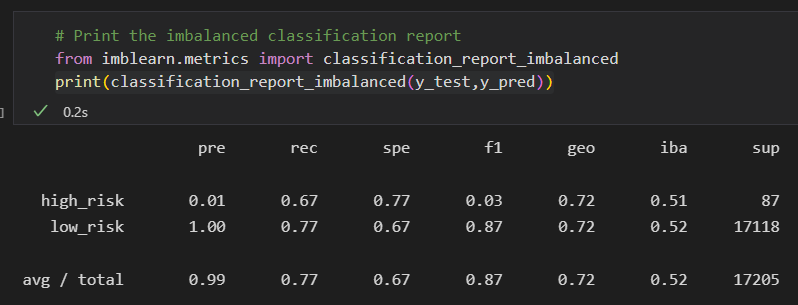 # Print the imbalanced classification report
from imblearn.metrics import classification_report_imbalanced
print(classification_report_imbalanced(y_test,y_pred))
0.2s
pre rec spe f1 geo iba sup
high_risk 0.01 0.67 0.77 0.03 0.72 0.51 87
low_risk 1.00 0.77 0.67 0.87 0.72 0.52 17118
avg / total 0.99 0.77 0.67 0.87 0.72 0.52 17205